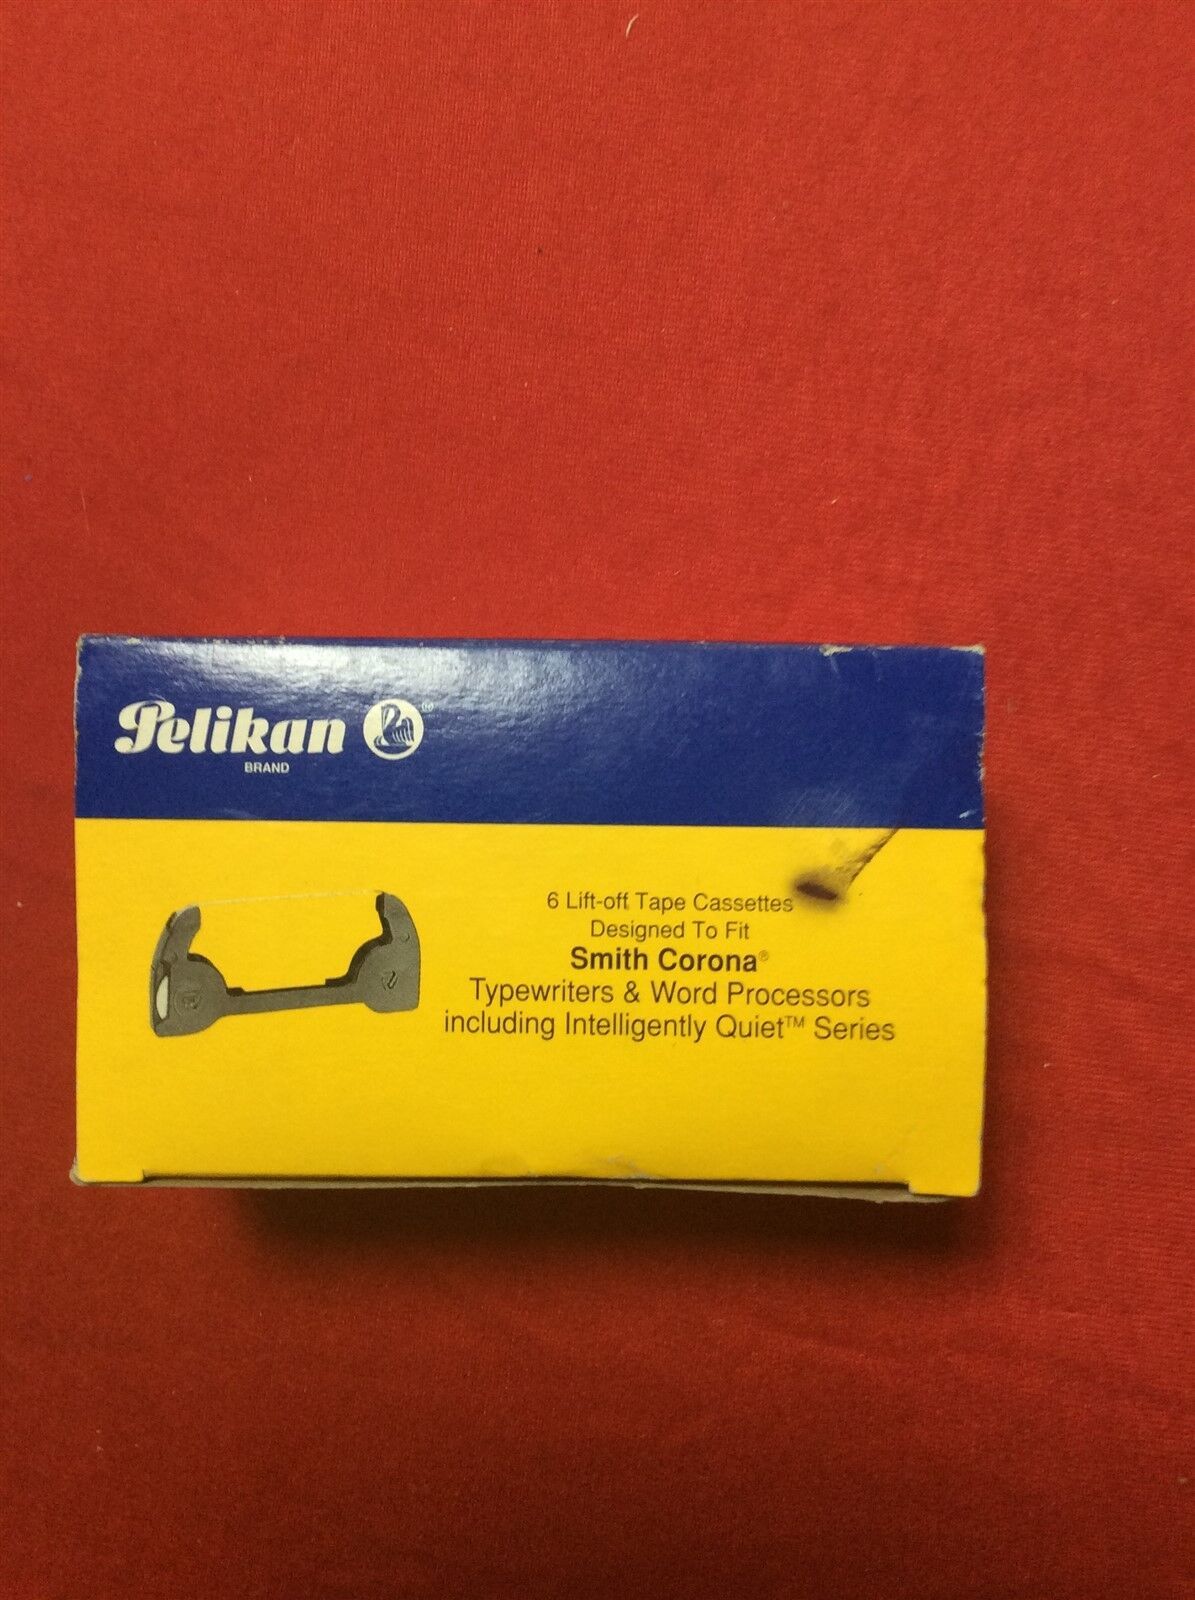 Pelikan
BRAND
6 Lift-off Tape Cassettes
Designed To Fit
Smith Corona®
Typewriters & Word Processors
including Intelligently Quiet™ Series